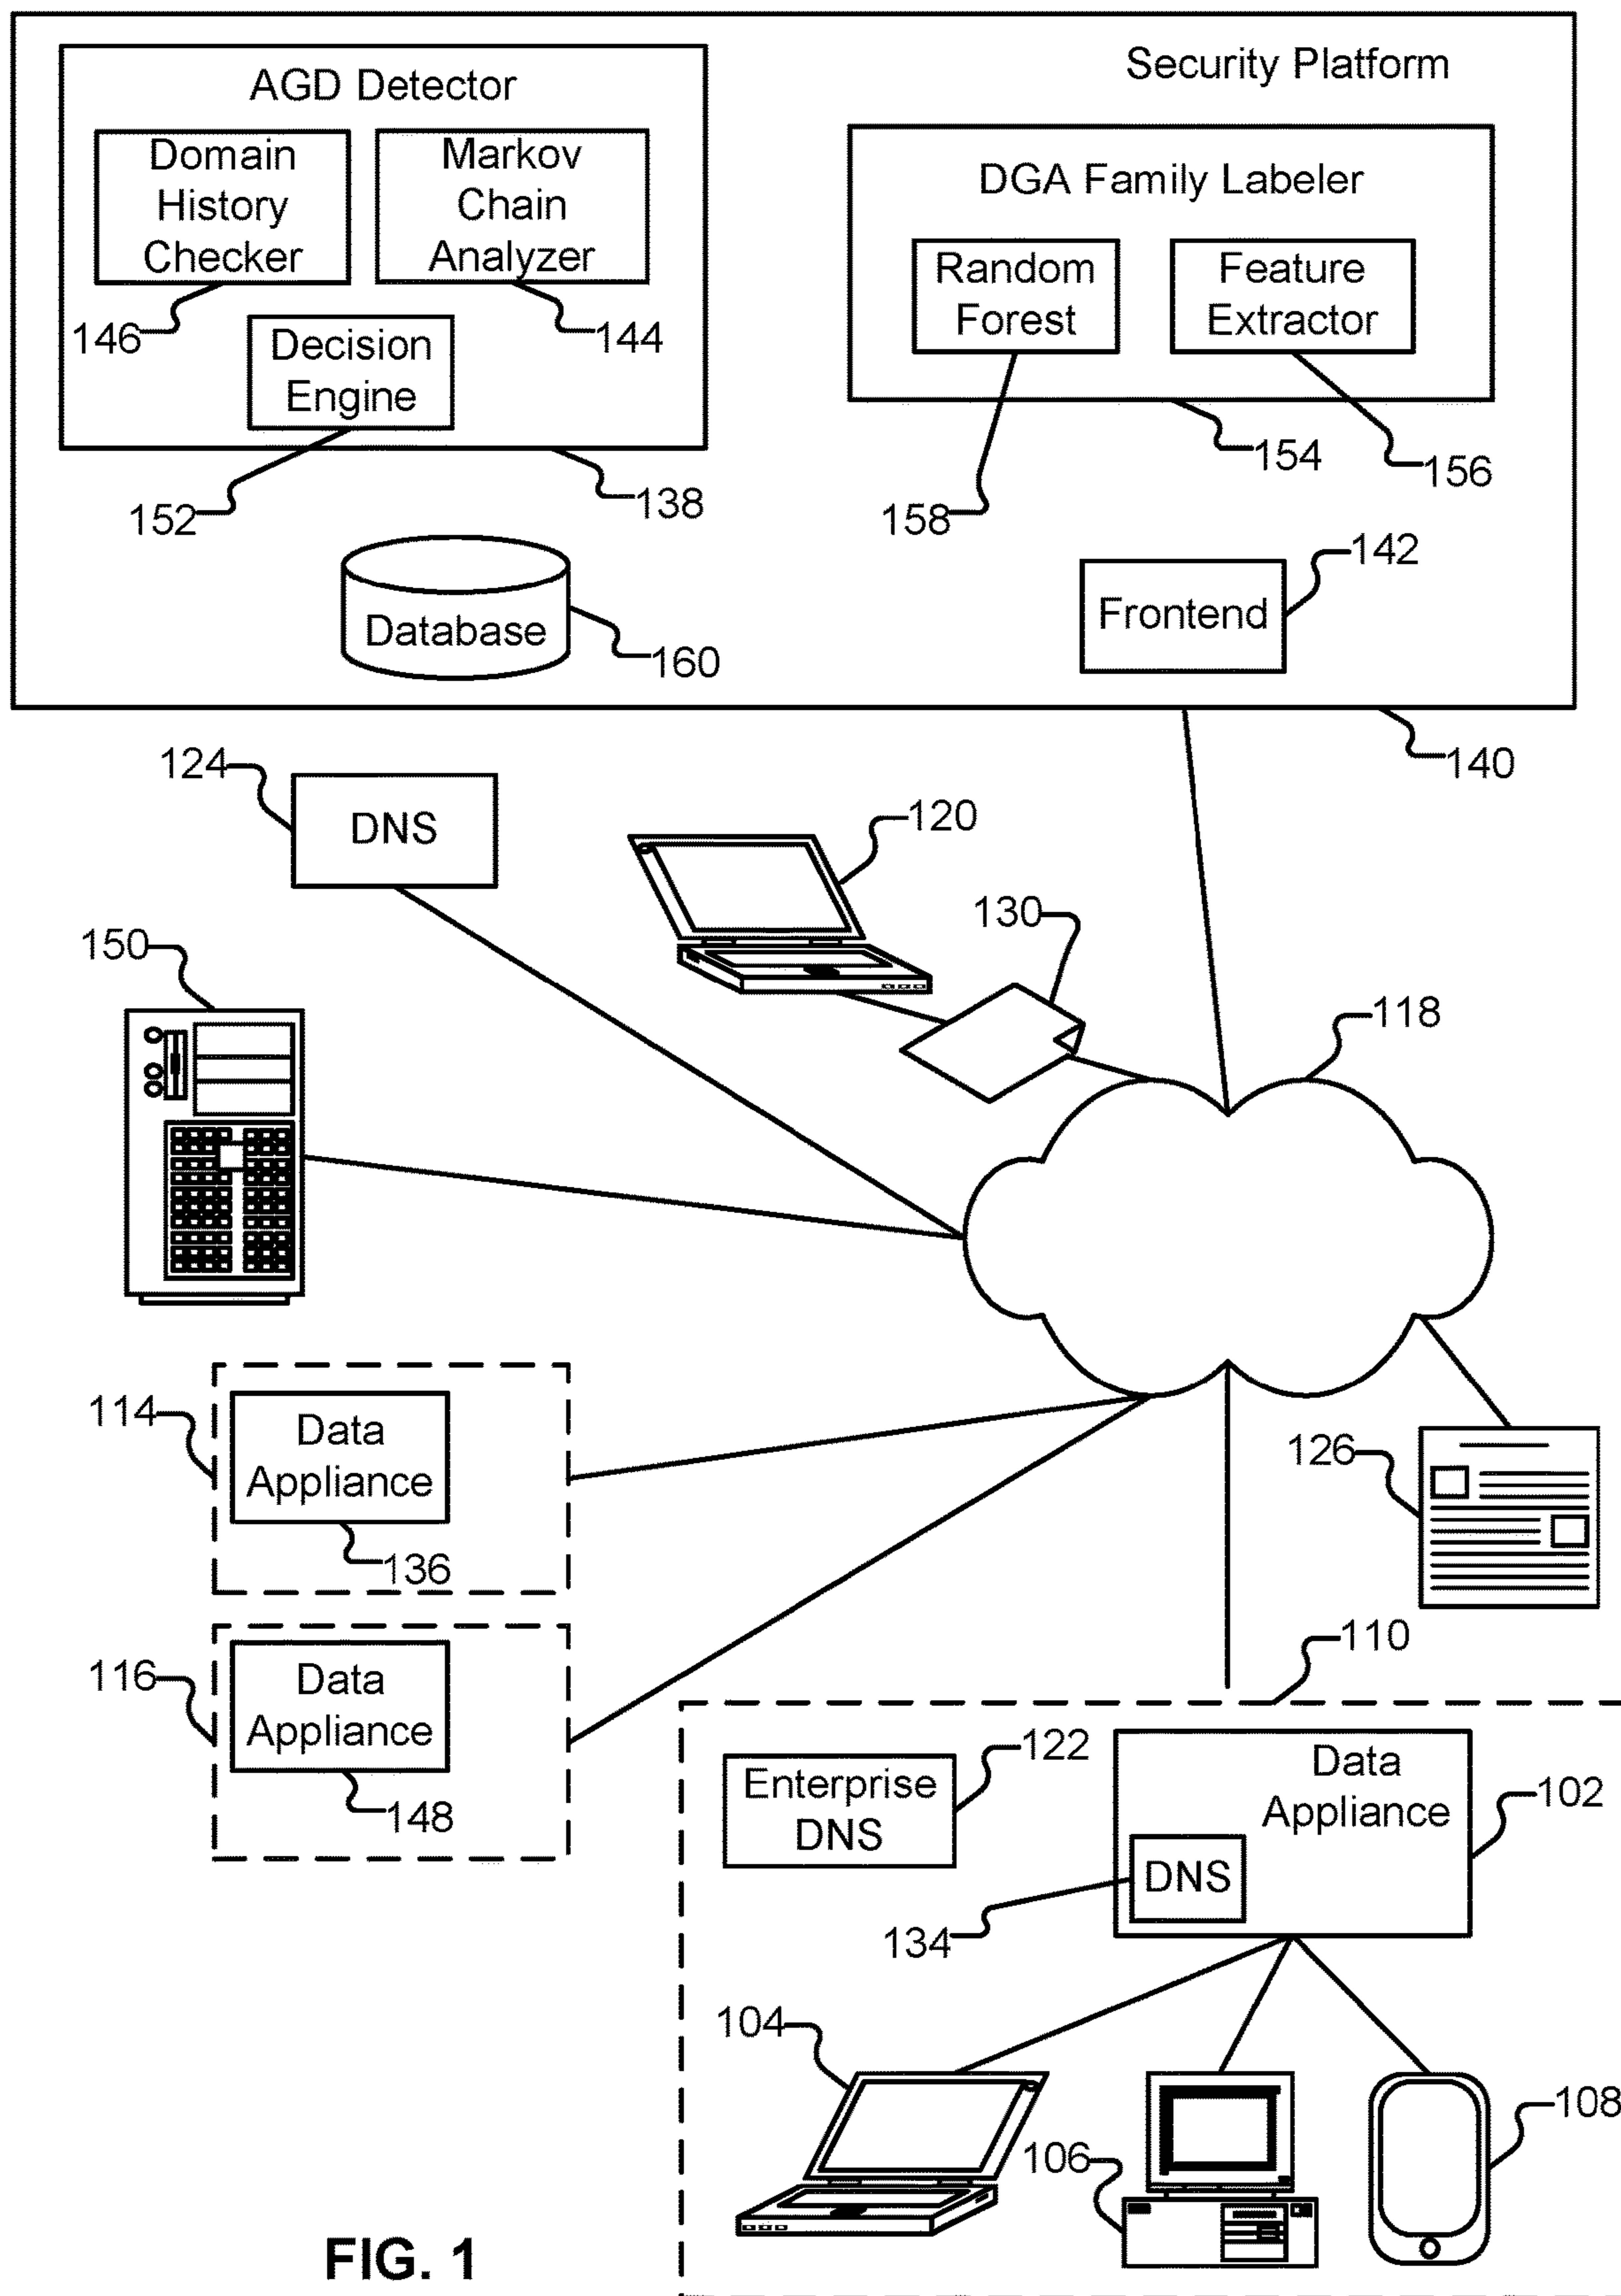 Security Platform
AGD Detector
Domain
History
Checker
Markov
Chain
Analyzer
146
144
Decision
Engine
152
138
DGA Family Labeler
Random
Forest
Feature
Extractor
154
156
158
Database
160
142
Frontend
140
124
DNS
120
130
150
118
114
Data
Appliance
136
126
116
Data
Appliance
148
110
Enterprise
DNS
122
Data
Appliance
102
DNS
134
104
106
108
FIG. 1